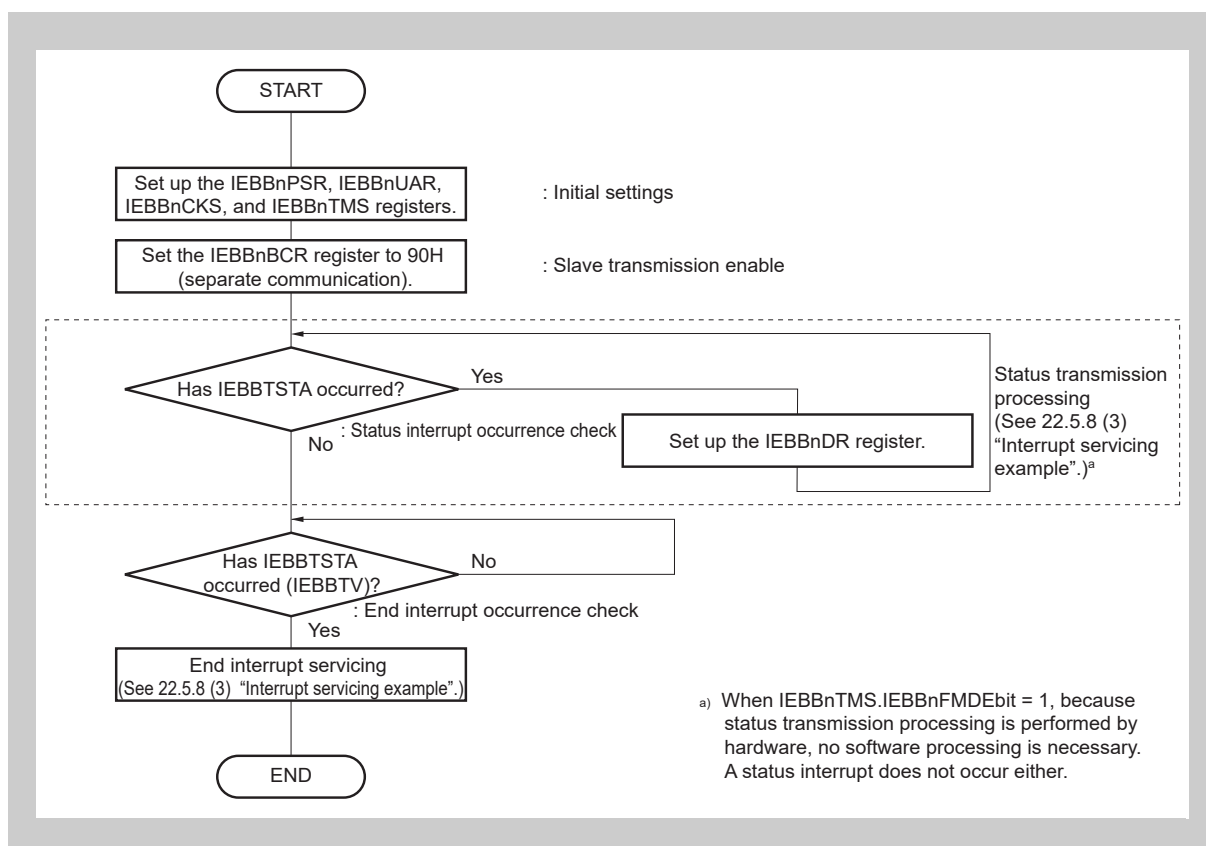 START
Set up the IEBBnPSR, IEBBnUAR,
IEBBnCKS, and IEBBnTMS registers.
: Initial settings
Set the IEBBnBCR register to 90H
(separate communication).
: Slave transmission enable
Has IEBBTSTA occurred?
Yes
No
: Status interrupt occurrence check
Set up the IEBBnDR register.
Status transmission
processing
(See 22.5.8 (3)
“Interrupt servicing
example”.)a
Has IEBBTSTA
occurred (IEBBTV)?
No
: End interrupt occurrence check
Yes
End interrupt servicing
(See 22.5.8 (3) “Interrupt servicing example”.)
END
a) When IEBBnTMS.IEBBnFMDEbit = 1, because
status transmission processing is performed by
hardware, no software processing is necessary.
A status interrupt does not occur either.